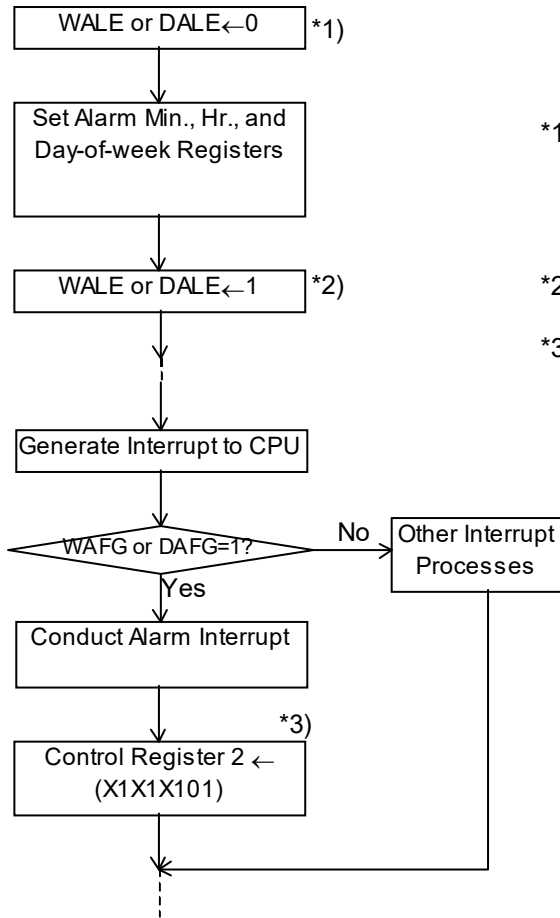 WALE or DALE←0 *1)
Set Alarm Min., Hr., and
Day-of-week Registers
*1
WALE or DALE←1 *2)
*2
*3
Generate Interrupt to CPU
WAFG or DAFG=1?
No
Other Interrupt
Processes
Yes
Conduct Alarm Interrupt
*3)
Control Register 2 ←
(X1X1X101)